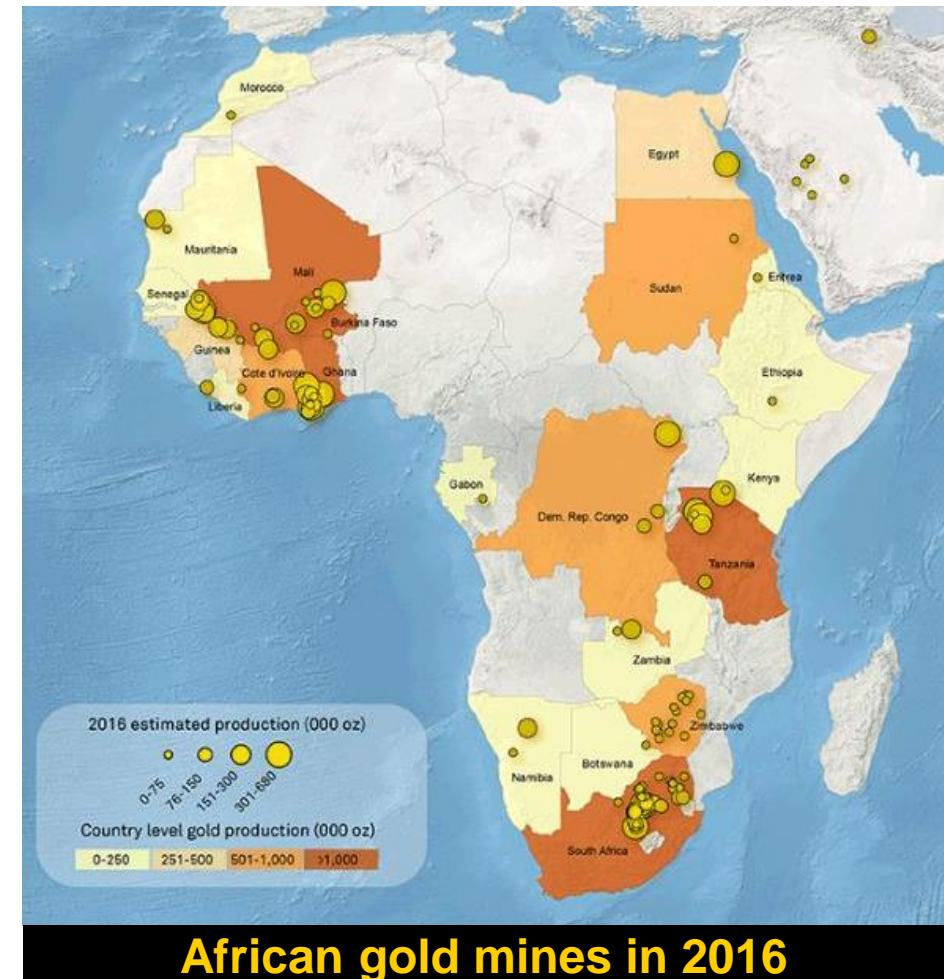 Morocco
Egypt
Mauritania
Mali
Senegal
Sudan
Eritrea
Burkina Faso
Guinea
Cote d'Ivoire
Ghana
Ethiopia
Liberia
Gabon
Kenya
Dem. Rep. Congo
Tanzania
Zambia
Zimbabwe
Botswana
Namibia
South Africa
2016 estimated production (000 oz)
0-75
76-150
151-300
301-680
Country level gold production (000 oz)
0-250 251-500 501-1,000 >1,000
African gold mines in 2016